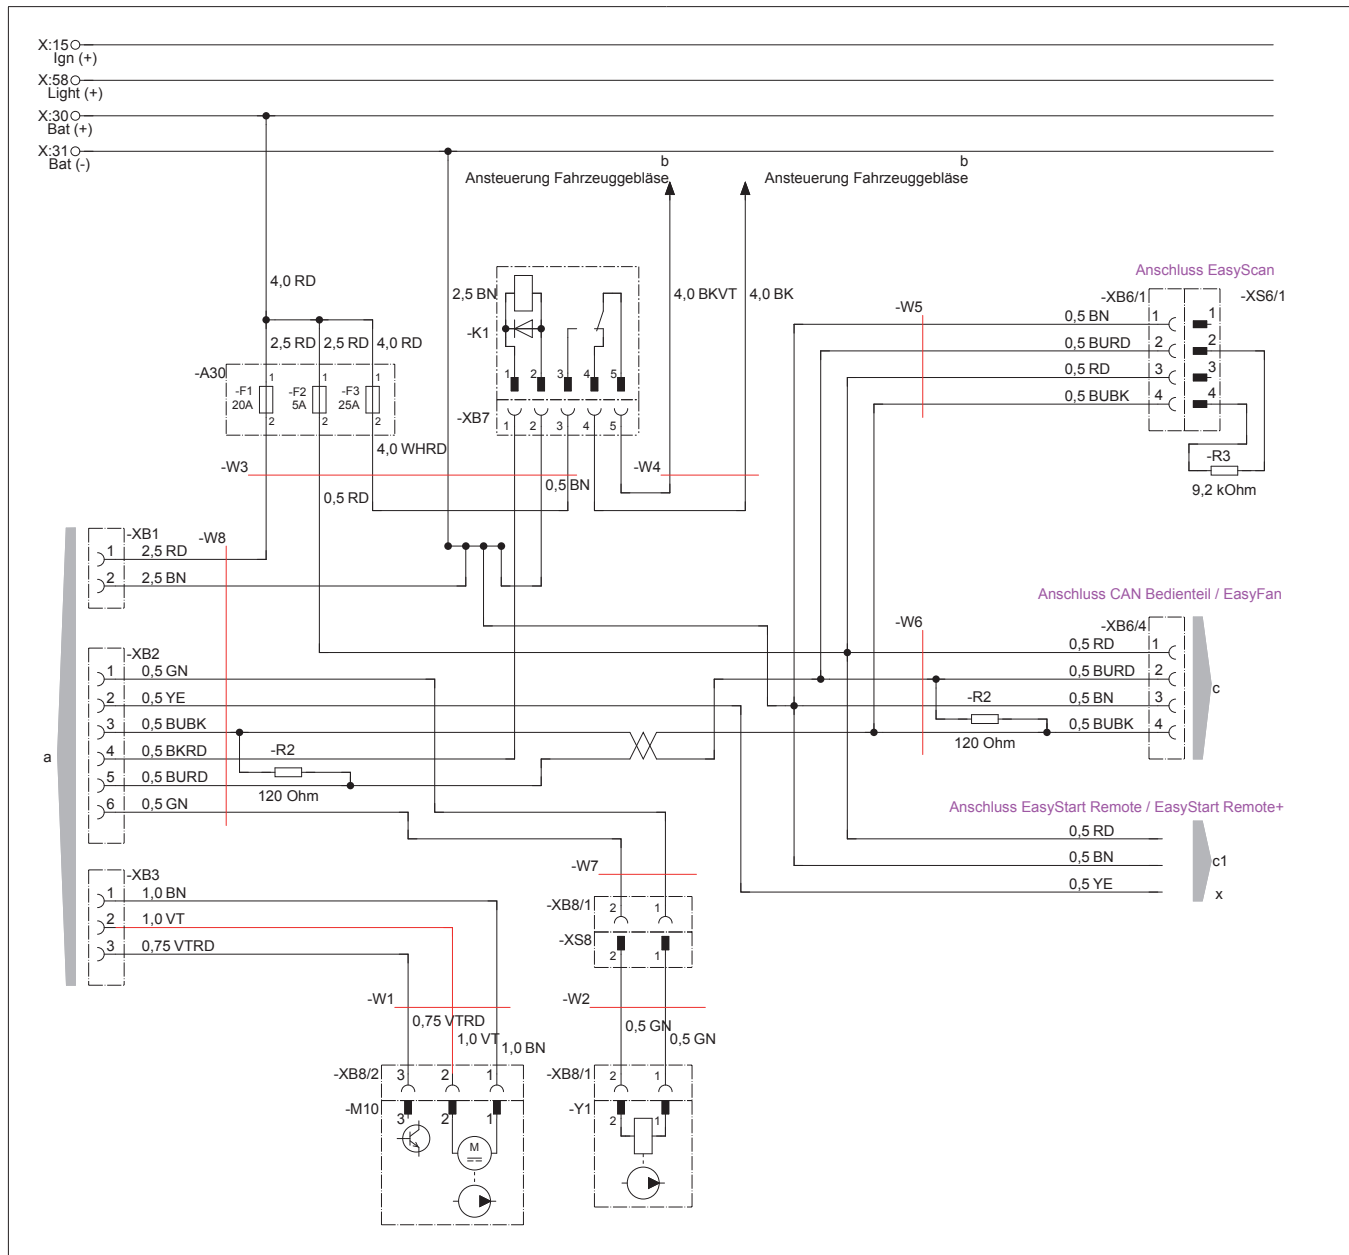 X:15
Ign (+)
X:58
Light (+)
X:30
Bat (+)
X:31
Bat (-)
b b
Ansteuerung Fahrzeuggebläse Ansteuerung Fahrzeuggebläse
Anschluss EasyScan
4,0 RD 2,5 BN 4,0 BKVT 4,0 BK
-W5 -XB6/1 -XS6/1
0,5 BN 1 1
-K1
2,5 RD 2,5 RD 4,0 RD
0,5 BURD 2 2
0,5 RD 3 3
0,5 BUBK 4 4
-A30
1 1 1
-F1 -F2 -F3
20A 5A 25A
2 2 2
1 2 3 4 5
-XB7
1 2 3 4 5
4,0 WHRD
-R3
9,2 kOhm
-W3 -W4
0,5 BN
0,5 RD
-XB1 -W8
1 2,5 RD
2 2,5 BN
Anschluss CAN Bedienteil / EasyFan
-W6 -XB6/4
0,5 RD 1
0,5 BURD 2
0,5 BN 3
0,5 BUBK 4
-R2
120 Ohm
c
-XB2
1 0,5 GN
2 0,5 YE
3 0,5 BUBK
4 0,5 BKRD
5 0,5 BURD
6 0,5 GN
-R2
120 Ohm
a
Anschluss EasyStart Remote / EasyStart Remote+
0,5 RD
0,5 BN
0,5 YE
c1
x
-XB3
1 1,0 BN
2 1,0 VT
3 0,75 VTRD
-W7
-XB8/1 2 1
-XS8
2 1
-W1 -W2
0,75 VTRD
1,0 VT
1,0 BN
0,5 GN
0,5 GN
-XB8/2 3 2 1
-XB8/1 2 1
-M10
3 2 1
M
-Y1
2 1